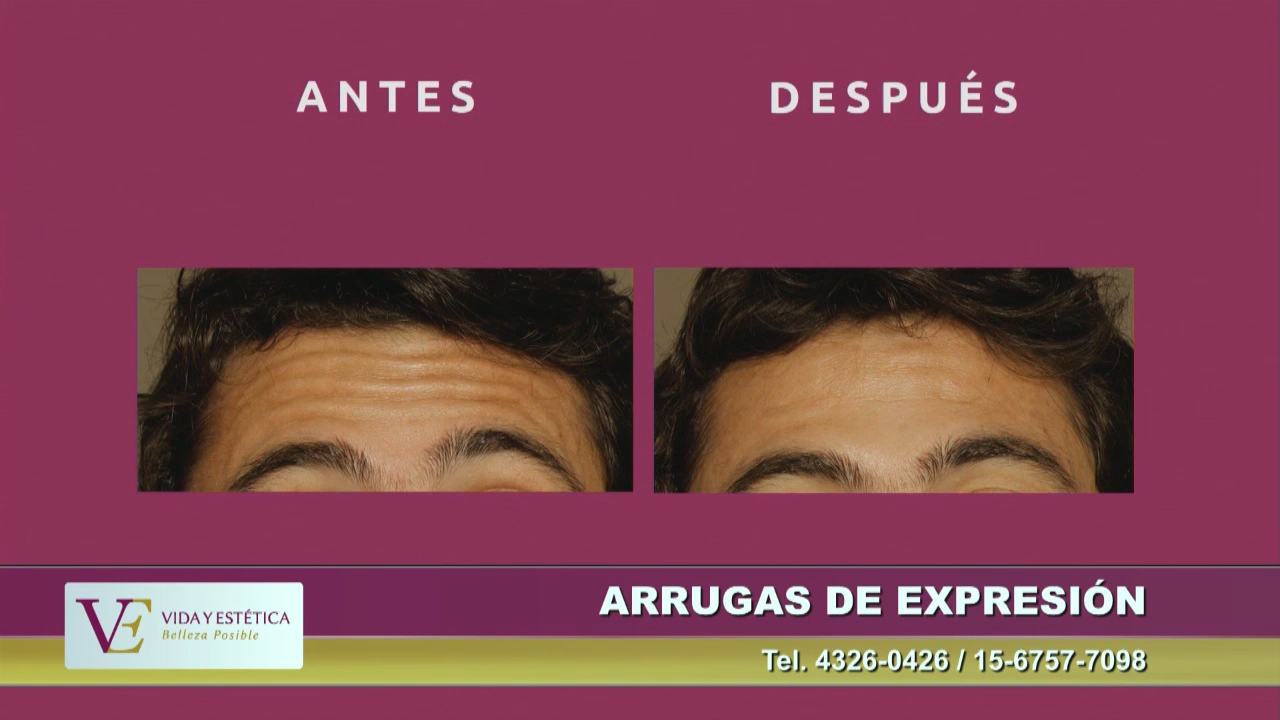 ANTES
DESPUÉS
ARRUGAS DE EXPRESIÓN
VE
VIDA Y ESTÉTICA
Belleza Posible
Tel. 4326-0426 / 15-6757-7098